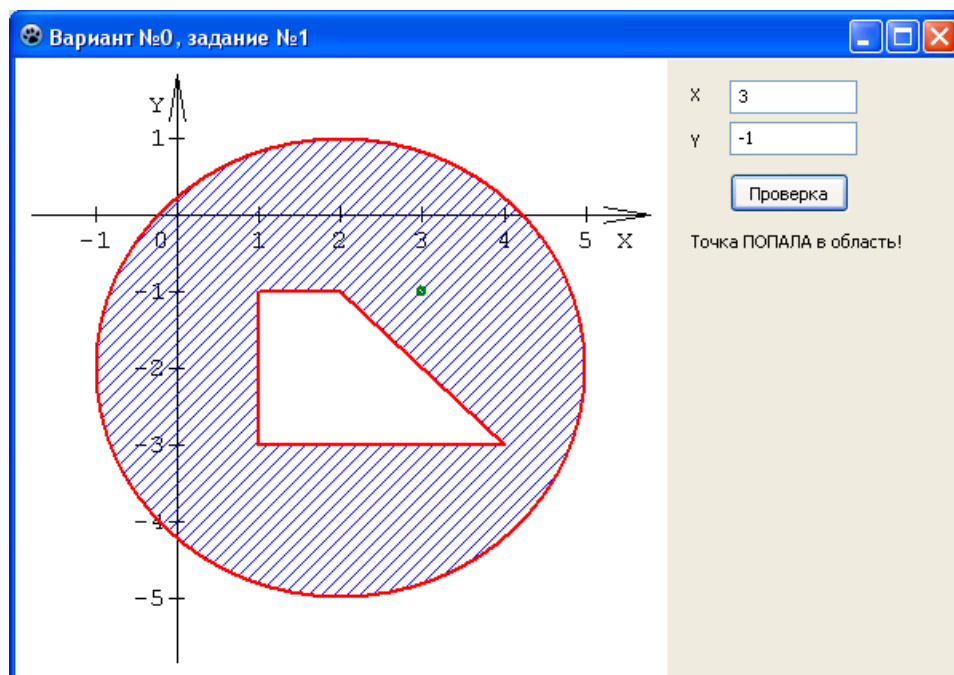 Вариант №0, задание №1
X 3
Y -1
Проверка
Точка ПОПАЛА в область!
Y
1
-1 0 1 2 3 4 5 X
-1
-2
-3
-4
-5